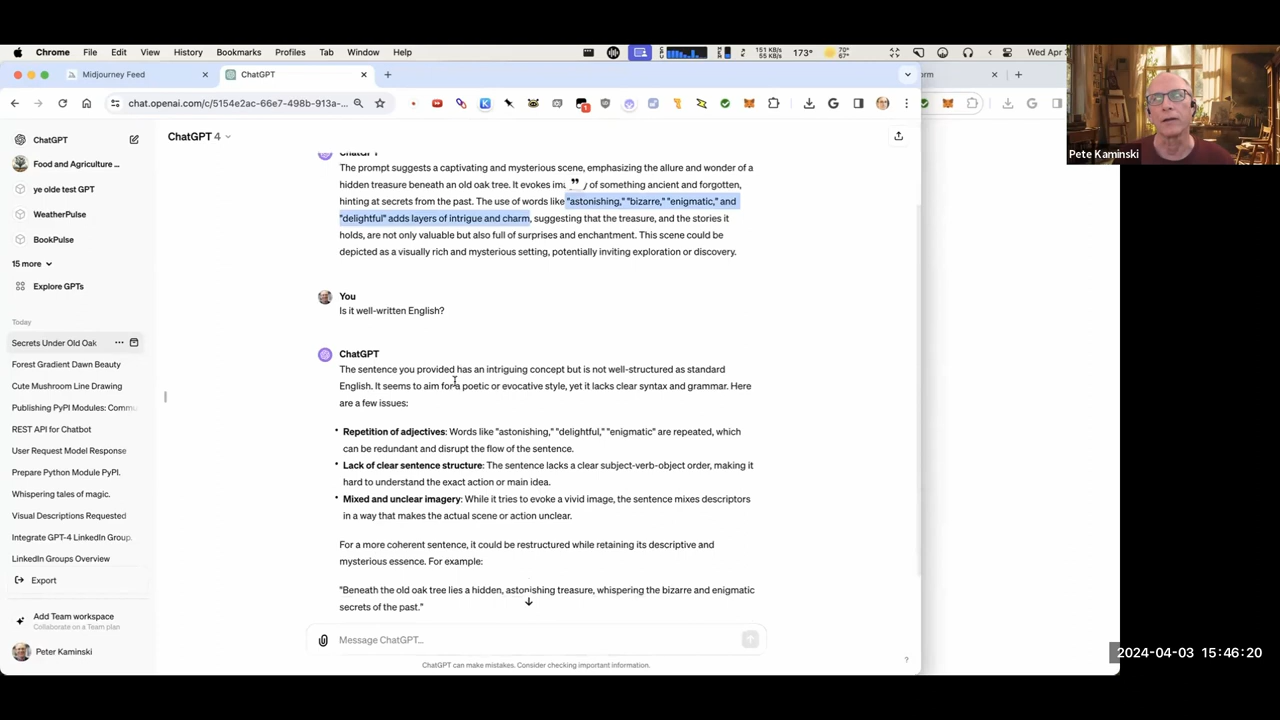 Chrome File Edit View History Bookmarks Profiles Tab Window Help 151 KB/s 55 KB/s 173° 70° 67° Wed Apr 3
Midjourney Feed ChatGPT orm
chat.openai.com/c/5154e2ac-66e7-498b-913a-...
ChatGPT
Food and Agriculture ...
ye olde test GPT
WeatherPulse
BookPulse
15 more
Explore GPTs
Today
Secrets Under Old Oak
Forest Gradient Dawn Beauty
Cute Mushroom Line Drawing
Publishing PyPI Modules: Commu
REST API for Chatbot
User Request Model Response
Prepare Python Module PyPI.
Whispering tales of magic.
Visual Descriptions Requested
Integrate GPT-4 LinkedIn Group.
LinkedIn Groups Overview
Export
Add Team workspace
Collaborate on a Team plan
Peter Kaminski
ChatGPT 4
ChatGPT
The prompt suggests a captivating and mysterious scene, emphasizing the allure and wonder of a
hidden treasure beneath an old oak tree. It evokes of something ancient and forgotten,
hinting at secrets from the past. The use of words like "astonishing," "bizarre," "enigmatic," and
"delightful" adds layers of intrigue and charm, suggesting that the treasure, and the stories it
holds, are not only valuable but also full of surprises and enchantment. This scene could be
depicted as a visually rich and mysterious setting, potentially inviting exploration or discovery.
You
Is it well-written English?
ChatGPT
The sentence you provided has an intriguing concept but is not well-structured as standard
English. It seems to aim for a poetic or evocative style, yet it lacks clear syntax and grammar. Here
are a few issues:
• Repetition of adjectives: Words like "astonishing," "delightful," "enigmatic" are repeated, which
can be redundant and disrupt the flow of the sentence.
• Lack of clear sentence structure: The sentence lacks a clear subject-verb-object order, making it
hard to understand the exact action or main idea.
• Mixed and unclear imagery: While it tries to evoke a vivid image, the sentence mixes descriptors
in a way that makes the actual scene or action unclear.
For a more coherent sentence, it could be restructured while retaining its descriptive and
mysterious essence. For example:
"Beneath the old oak tree lies a hidden, astonishing treasure, whispering the bizarre and enigmatic
secrets of the past."
Message ChatGPT...
ChatGPT can make mistakes. Consider checking important information.
?
Pete Kaminski
2024-04-03 15:46:20